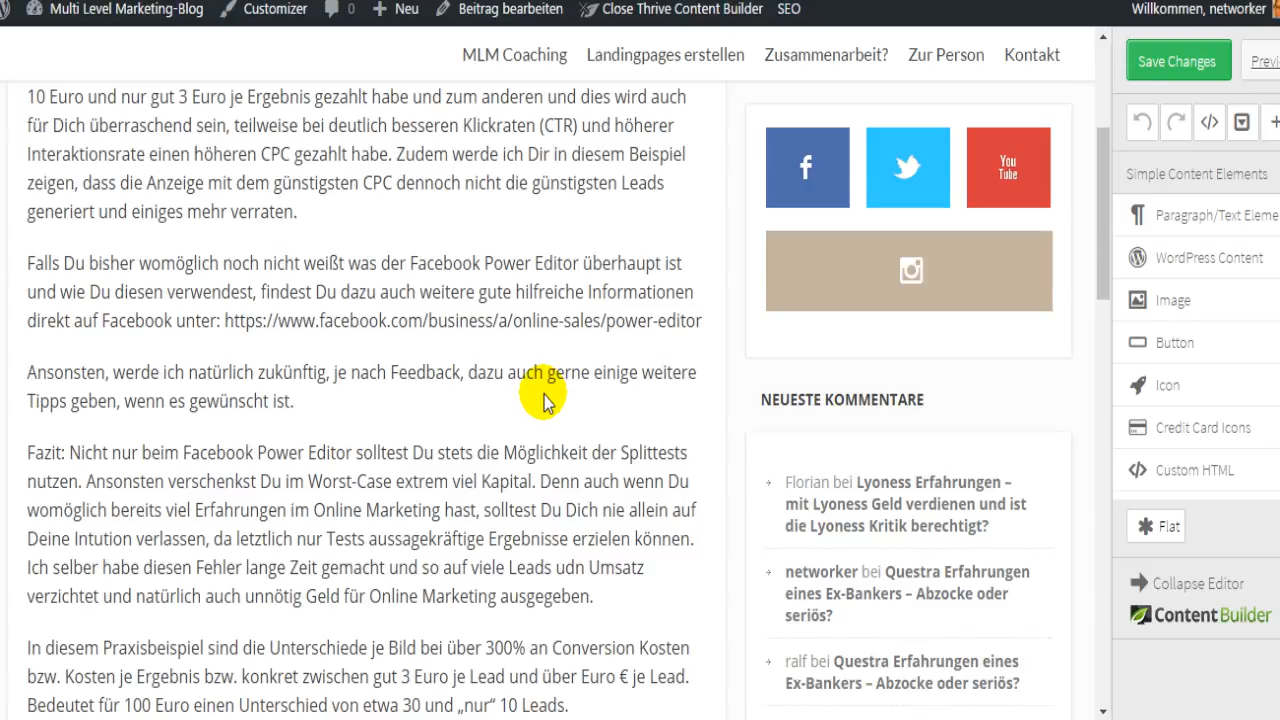 Multi Level Marketing-Blog Customizer 0 Neu Beitrag bearbeiten Close Thrive Content Builder SEO Willkommen, networker
MLM Coaching Landingpages erstellen Zusammenarbeit? Zur Person Kontakt
10 Euro und nur gut 3 Euro je Ergebnis gezahlt habe und zum anderen und dies wird auch
für Dich überraschend sein, teilweise bei deutlich besseren Klickraten (CTR) und höherer
Interaktionsrate einen höheren CPC gezahlt habe. Zudem werde ich Dir in diesem Beispiel
zeigen, dass die Anzeige mit dem günstigsten CPC dennoch nicht die günstigsten Leads
generiert und einiges mehr verraten.
Falls Du bisher womöglich noch nicht weißt was der Facebook Power Editor überhaupt ist
und wie Du diesen verwendest, findest Du dazu auch weitere gute hilfreiche Informationen
direkt auf Facebook unter: https://www.facebook.com/business/a/online-sales/power-editor
Ansonsten, werde ich natürlich zukünftig, je nach Feedback, dazu auch gerne einige weitere
Tipps geben, wenn es gewünscht ist.
Fazit: Nicht nur beim Facebook Power Editor solltest Du stets die Möglichkeit der Splittests
nutzen. Ansonsten verschenkst Du im Worst-Case extrem viel Kapital. Denn auch wenn Du
womöglich bereits viel Erfahrungen im Online Marketing hast, solltest Du Dich nie allein auf
Deine Intution verlassen, da letztlich nur Tests aussagekräftige Ergebnisse erzielen können.
Ich selber habe diesen Fehler lange Zeit gemacht und so auf viele Leads udn Umsatz
verzichtet und natürlich auch unnötig Geld für Online Marketing ausgegeben.
In diesem Praxisbeispiel sind die Unterschiede je Bild bei über 300% an Conversion Kosten
bzw. Kosten je Ergebnis bzw. konkret zwischen gut 3 Euro je Lead und über Euro € je Lead.
Bedeutet für 100 Euro einen Unterschied von etwa 30 und „nur“ 10 Leads.
You
Tube
NEUESTE KOMMENTARE
Florian bei Lyoness Erfahrungen –
mit Lyoness Geld verdienen und ist
die Lyoness Kritik berechtigt?
networker bei Questra Erfahrungen
eines Ex-Bankers – Abzocke oder
seriös?
ralf bei Questra Erfahrungen eines
Ex-Bankers – Abzocke oder seriös?
Save Changes Previ
Simple Content Elements
Paragraph/Text Eleme
WordPress Content
Image
Button
Icon
Credit Card Icons
Custom HTML
Flat
Collapse Editor
Content Builder